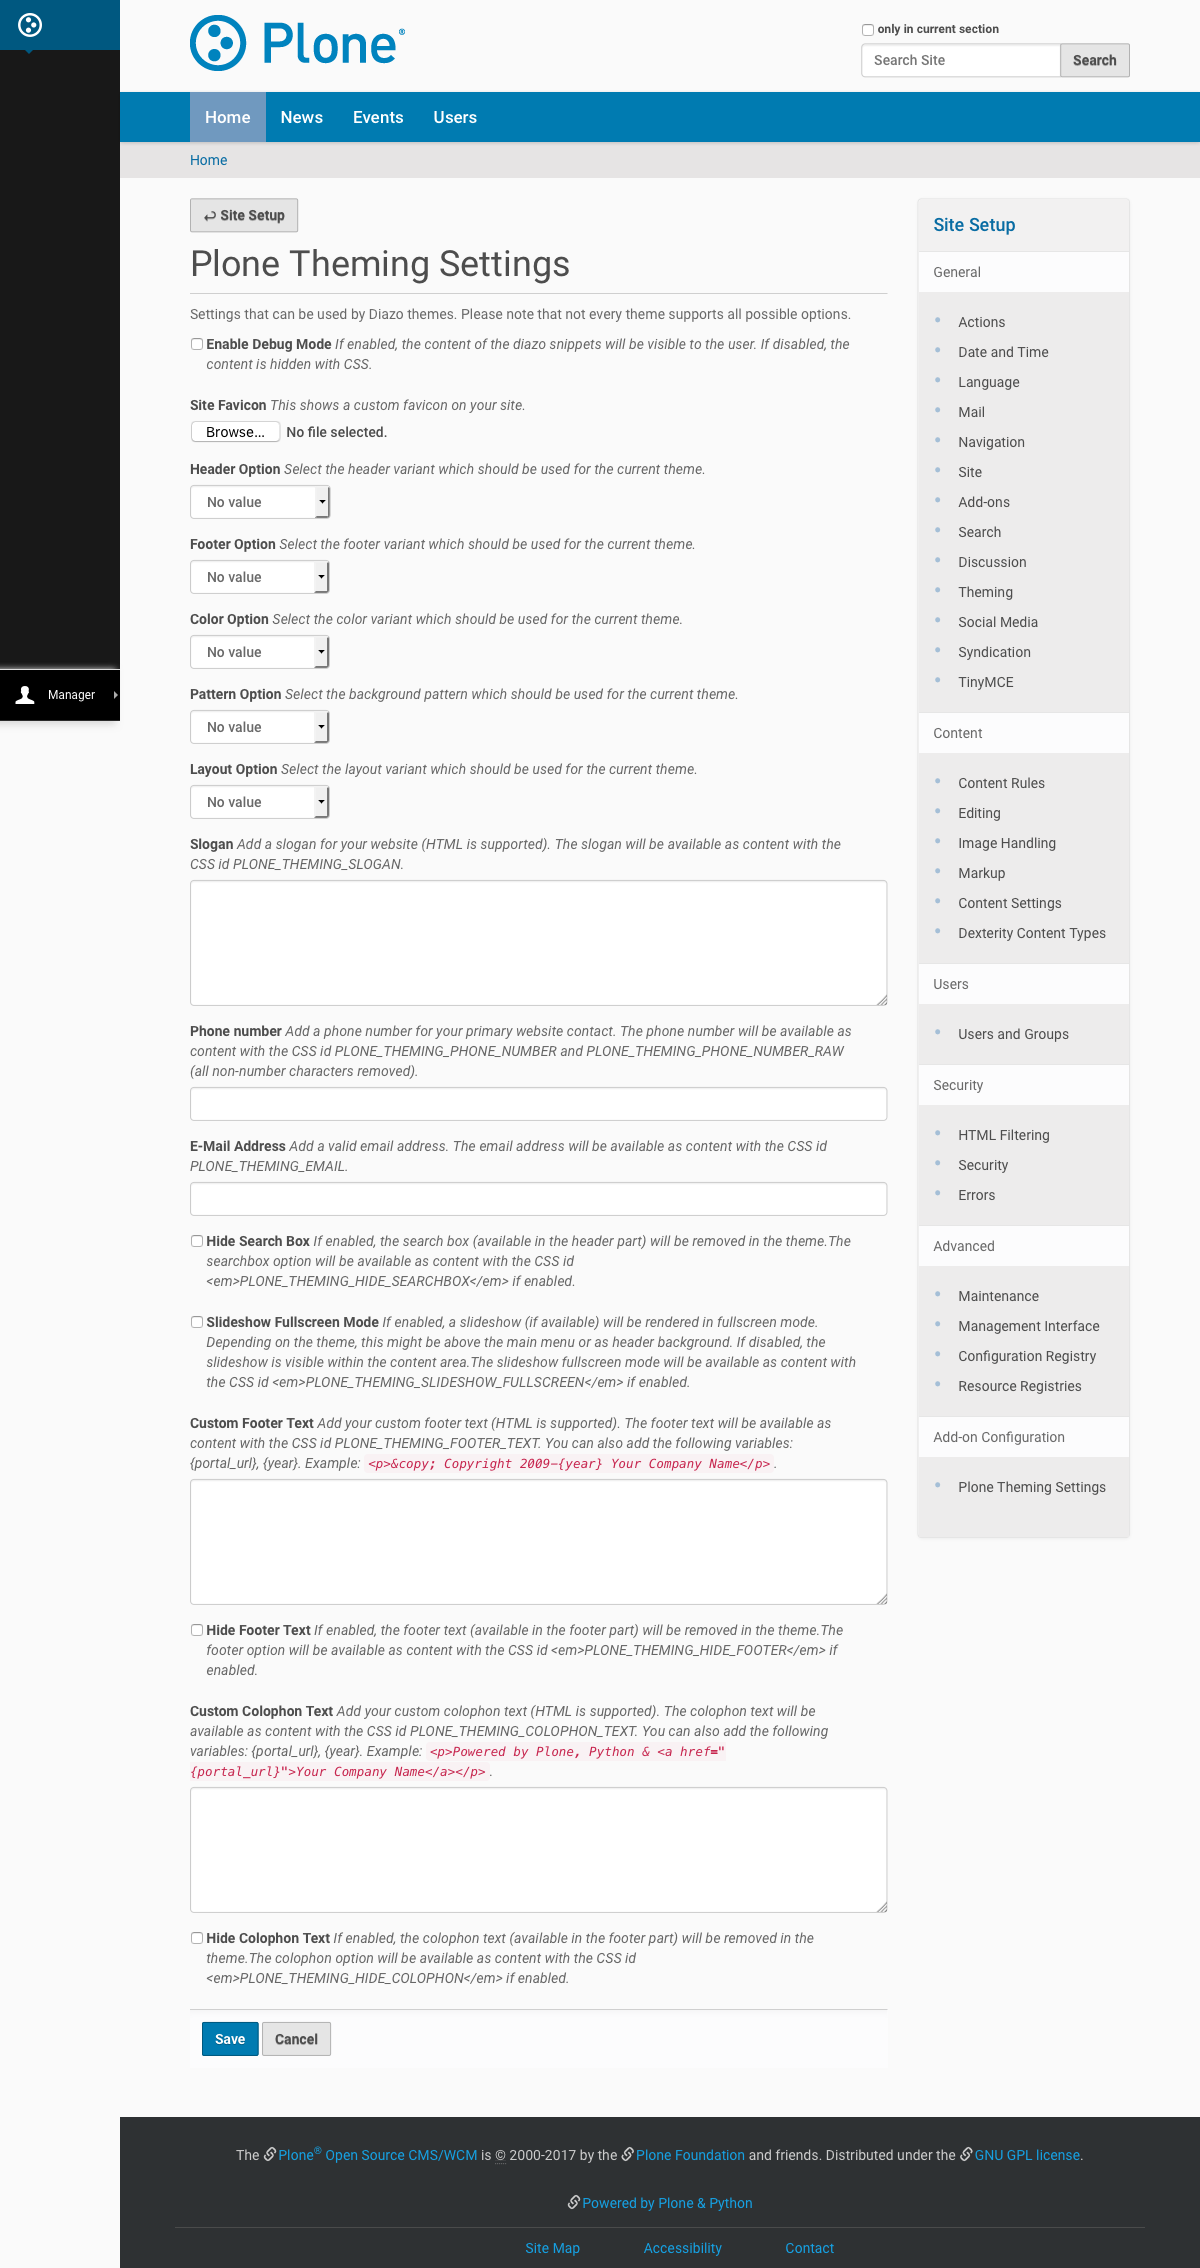 Plone®
only in current section
Search Site
Search
Home News Events Users
Home
Manager
Site Setup
Plone Theming Settings
Settings that can be used by Diazo themes. Please note that not every theme supports all possible options.
Enable Debug Mode If enabled, the content of the diazo snippets will be visible to the user. If disabled, the
content is hidden with CSS.
Site Favicon This shows a custom favicon on your site.
Browse... No file selected.
Header Option Select the header variant which should be used for the current theme.
No value
Footer Option Select the footer variant which should be used for the current theme.
No value
Color Option Select the color variant which should be used for the current theme.
No value
Pattern Option Select the background pattern which should be used for the current theme.
No value
Layout Option Select the layout variant which should be used for the current theme.
No value
Slogan Add a slogan for your website (HTML is supported). The slogan will be available as content with the
CSS id PLONE_THEMING_SLOGAN.
Phone number Add a phone number for your primary website contact. The phone number will be available as
content with the CSS id PLONE_THEMING_PHONE_NUMBER and PLONE_THEMING_PHONE_NUMBER_RAW
(all non-number characters removed).
E-Mail Address Add a valid email address. The email address will be available as content with the CSS id
PLONE_THEMING_EMAIL.
Hide Search Box If enabled, the search box (available in the header part) will be removed in the theme.The
searchbox option will be available as content with the CSS id
<em>PLONE_THEMING_HIDE_SEARCHBOX</em> if enabled.
Slideshow Fullscreen Mode If enabled, a slideshow (if available) will be rendered in fullscreen mode.
Depending on the theme, this might be above the main menu or as header background. If disabled, the
slideshow is visible within the content area.The slideshow fullscreen mode will be available as content with
the CSS id <em>PLONE_THEMING_SLIDESHOW_FULLSCREEN</em> if enabled.
Custom Footer Text Add your custom footer text (HTML is supported). The footer text will be available as
content with the CSS id PLONE_THEMING_FOOTER_TEXT. You can also add the following variables:
{portal_url}, {year}. Example: <p>&copy; Copyright 2009−{year} Your Company Name</p>.
Hide Footer Text If enabled, the footer text (available in the footer part) will be removed in the theme.The
footer option will be available as content with the CSS id <em>PLONE_THEMING_HIDE_FOOTER</em> if
enabled.
Custom Colophon Text Add your custom colophon text (HTML is supported). The colophon text will be
available as content with the CSS id PLONE_THEMING_COLOPHON_TEXT. You can also add the following
variables: {portal_url}, {year}. Example: <p>Powered by Plone, Python & <a href="
{portal_url}">Your Company Name</a></p>.
Hide Colophon Text If enabled, the colophon text (available in the footer part) will be removed in the
theme.The colophon option will be available as content with the CSS id
<em>PLONE_THEMING_HIDE_COLOPHON</em> if enabled.
Save Cancel
Site Setup
General
Actions
Date and Time
Language
Mail
Navigation
Site
Add-ons
Search
Discussion
Theming
Social Media
Syndication
TinyMCE
Content
Content Rules
Editing
Image Handling
Markup
Content Settings
Dexterity Content Types
Users
Users and Groups
Security
HTML Filtering
Security
Errors
Advanced
Maintenance
Management Interface
Configuration Registry
Resource Registries
Add-on Configuration
Plone Theming Settings
The Plone® Open Source CMS/WCM is © 2000-2017 by the Plone Foundation and friends. Distributed under the GNU GPL license.
Powered by Plone & Python
Site Map Accessibility Contact